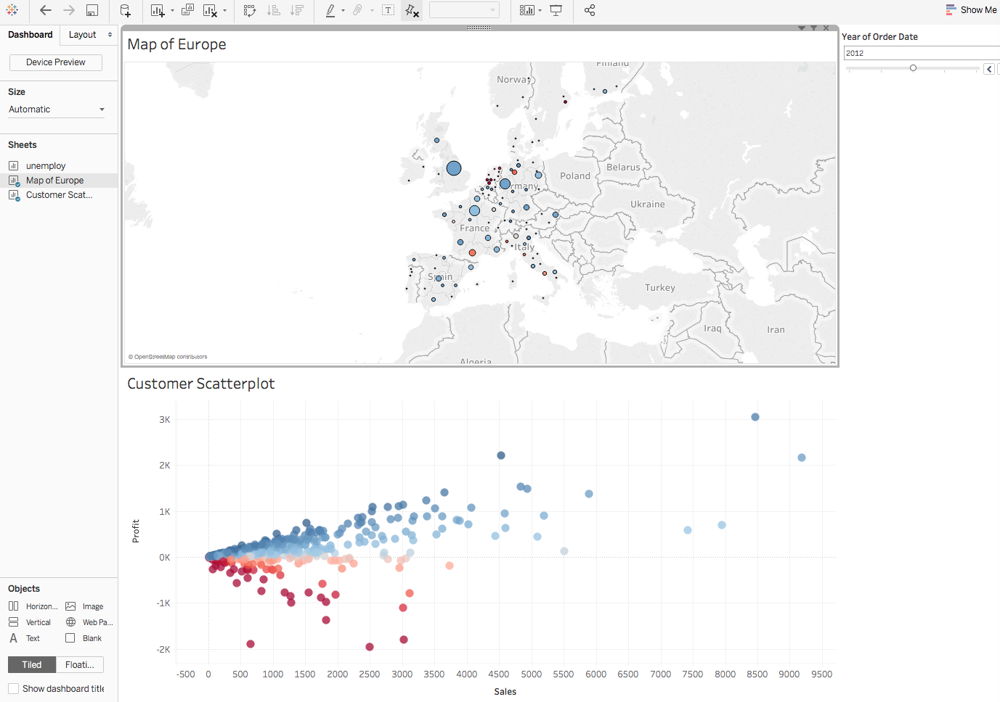 Show Me
Dashboard
Layout
Device Preview
Size
Automatic
Sheets
unemploy
Map of Europe
Customer Scat...
Objects
Horizon...
Image
Vertical
Web Pa...
A
Text
Blank
Tiled
Floati...
Show dashboard title
Map of Europe
Finland
Norway
Belarus
Poland
rmany
Ukraine
France
Italy
Spain
Turkey
Iraq
Iran
Algeria
© OpenStreetMap contributors
Year of Order Date
2012
Customer Scatterplot
3K
2K
1K
0K
-1K
-2K
Profit
-500 0 500 1000 1500 2000 2500 3000 3500 4000 4500 5000 5500 6000 6500 7000 7500 8000 8500 9000 9500
Sales